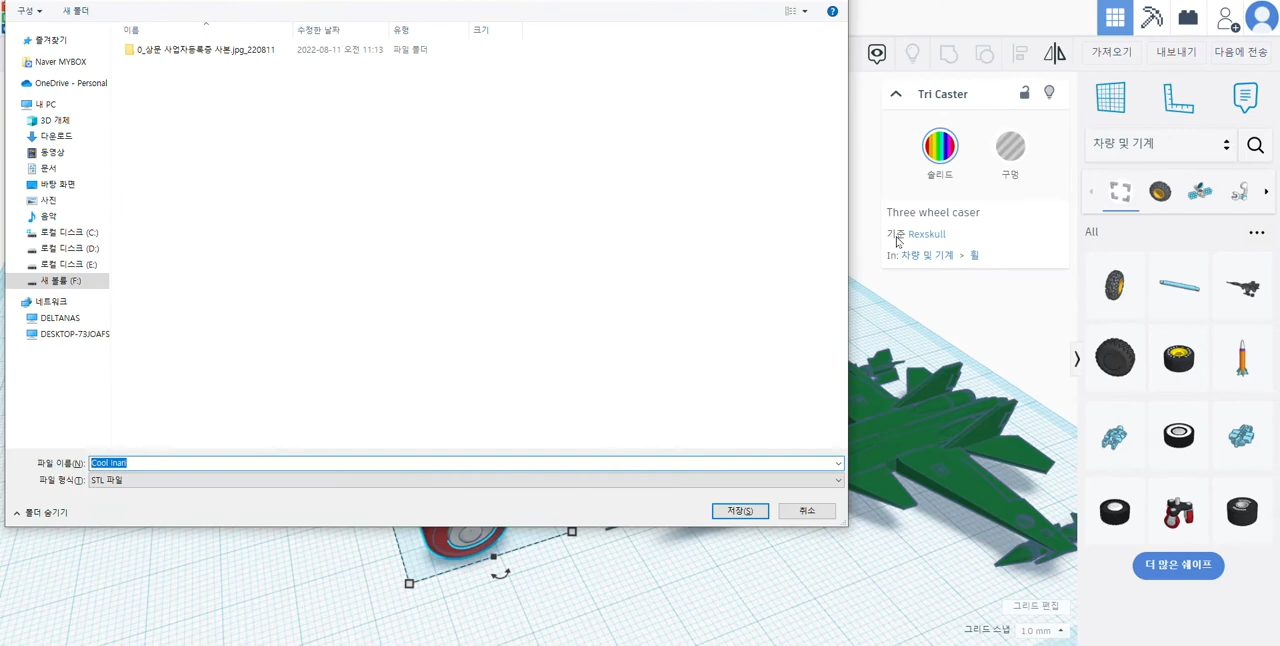 구성
새 폴더
이름
수정한 날짜
유형
크기
즐겨찾기
0_상문 사업자등록증 사본.jpg_220811
2022-08-11 오전 11:13
파일 폴더
Naver MYBOX
OneDrive - Personal
내 PC
3D 개체
다운로드
동영상
문서
바탕 화면
사진
음악
로컬 디스크 (C:)
로컬 디스크 (D:)
로컬 디스크 (E:)
새 볼륨 (F:)
네트워크
DELTANAS
DESKTOP-73JOAFS
파일 이름(N):
Cool Inari
파일 형식(T):
STL 파일
폴더 숨기기
저장(S)
취소
가져오기
내보내기
다음에 전송
Tri Caster
솔리드
구멍
Three wheel caser
기준 Rexskull
In: 차량 및 기계 > 휠
차량 및 기계
All
더 많은 쉐이프
그리드 편집
그리드 스냅
1.0 mm